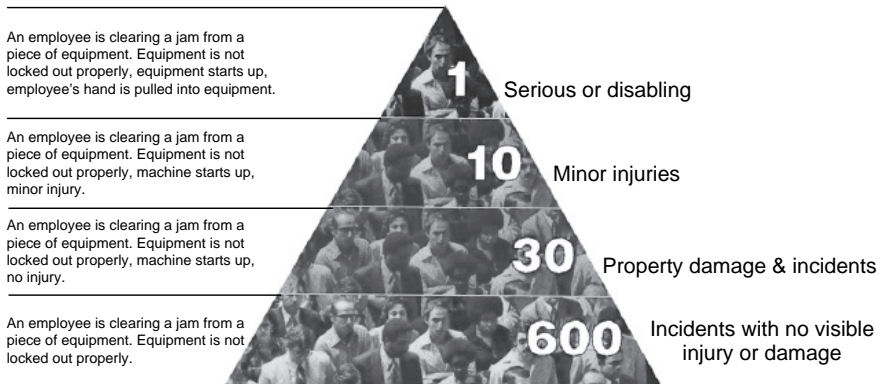 An employee is clearing a jam from a
piece of equipment. Equipment is not
locked out properly, equipment starts up,
employee's hand is pulled into equipment.
1
Serious or disabling
An employee is clearing a jam from a
piece of equipment. Equipment is not
locked out properly, machine starts up,
minor injury.
10
Minor injuries
An employee is clearing a jam from a
piece of equipment. Equipment is not
locked out properly, machine starts up,
no injury.
30
Property damage & incidents
An employee is clearing a jam from a
piece of equipment. Equipment is not
locked out properly.
600
Incidents with no visible
injury or damage